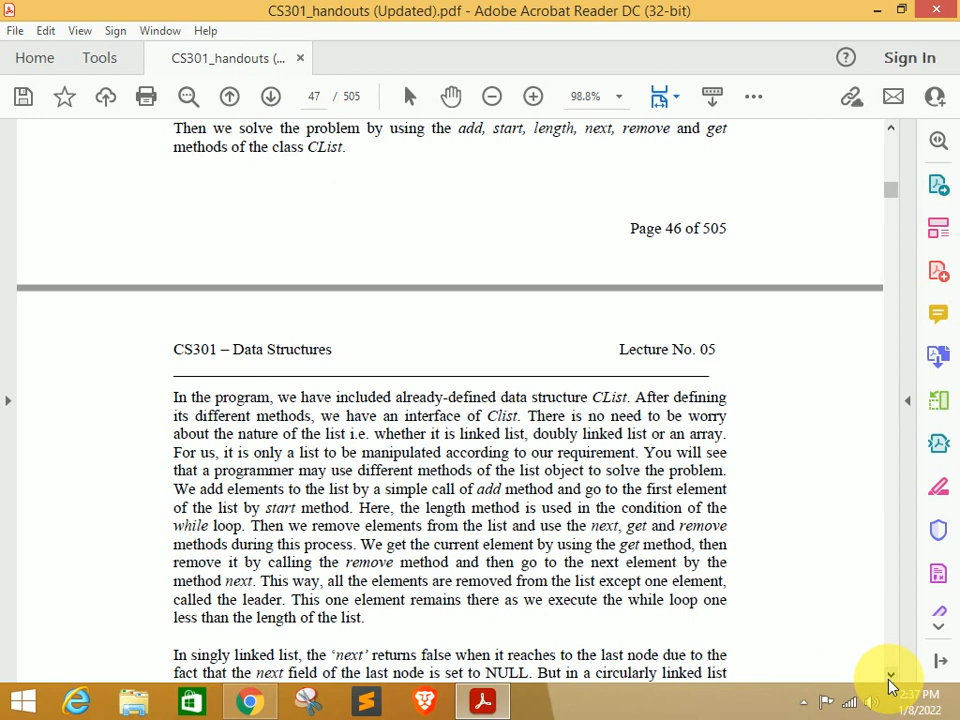 CS301_handouts (Updated).pdf - Adobe Acrobat Reader DC (32-bit)
File Edit View Sign Window Help
Home Tools CS301_handouts (... × Sign In
47 / 505 98.8%
Then we solve the problem by using the add, start, length, next, remove and get
methods of the class CList.
Page 46 of 505
CS301 – Data Structures Lecture No. 05
In the program, we have included already-defined data structure CList. After defining
its different methods, we have an interface of Clist. There is no need to be worry
about the nature of the list i.e. whether it is linked list, doubly linked list or an array.
For us, it is only a list to be manipulated according to our requirement. You will see
that a programmer may use different methods of the list object to solve the problem.
We add elements to the list by a simple call of add method and go to the first element
of the list by start method. Here, the length method is used in the condition of the
while loop. Then we remove elements from the list and use the next, get and remove
methods during this process. We get the current element by using the get method, then
remove it by calling the remove method and then go to the next element by the
method next. This way, all the elements are removed from the list except one element,
called the leader. This one element remains there as we execute the while loop one
less than the length of the list.
In singly linked list, the ‘next’ returns false when it reaches to the last node due to the
fact that the next field of the last node is set to NULL. But in a circularly linked list
2:37 PM
1/8/2022